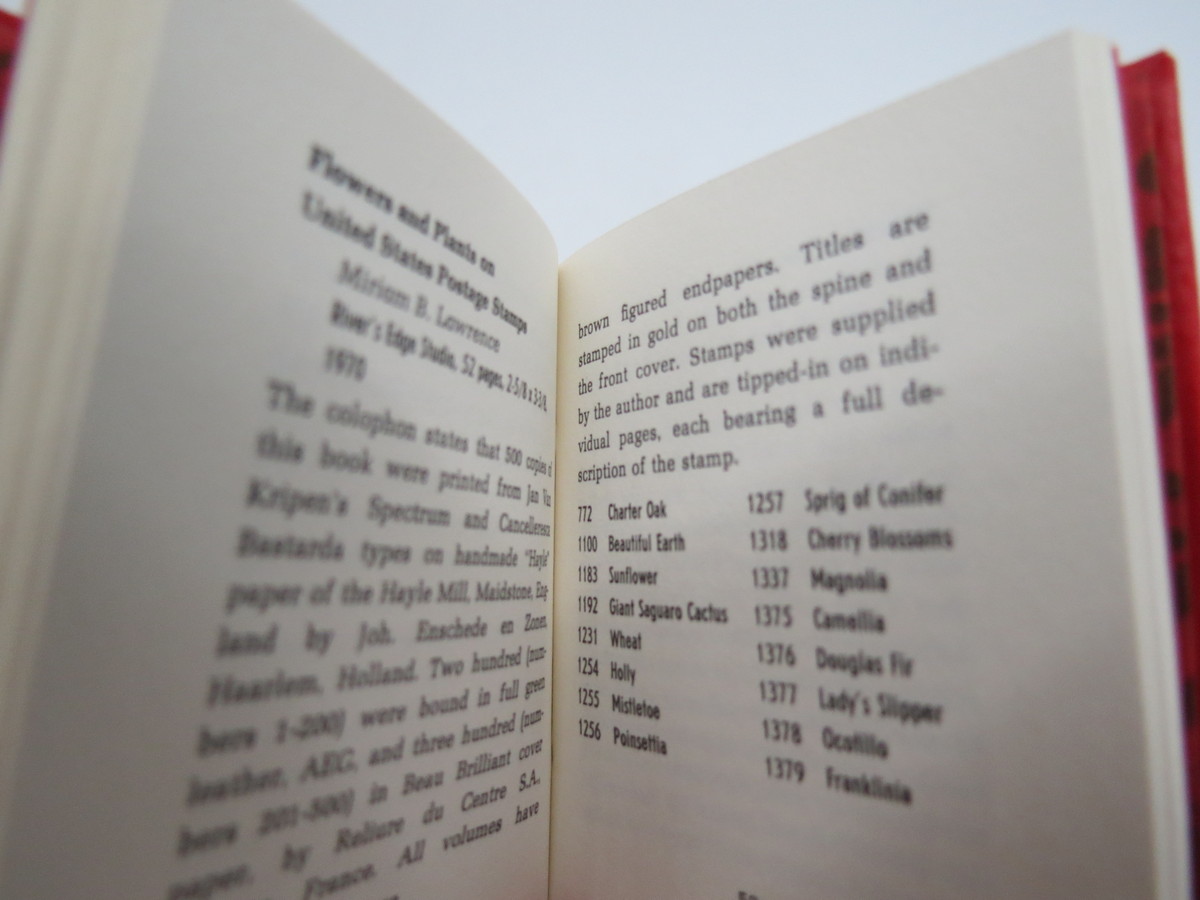 Flowers and Plants on
United States Postage Stamps
Miriam B. Lawrence
River's Edge Studio, 52 pages, 2-5/8 x 3-3/8,
1970
The colophon states that 500 copies of
this book were printed from Jan Van
Kripen's Spectrum and Cancelleresca
Bastarda types on handmade "Hayle"
paper of the Hayle Mill, Maidstone, Eng-
land by Joh. Enschede en Zonen,
Haarlem, Holland. Two hundred (num-
bers 1-200) were bound in full green
leather, AEG, and three hundred (num-
bers 201-500) in Beau Brilliant cover
paper, by Reliure du Centre S.A.,
France. All volumes have
brown figured endpapers. Titles are
stamped in gold on both the spine and
the front cover. Stamps were supplied
by the author and are tipped-in on indi-
vidual pages, each bearing a full de-
scription of the stamp.
772 Charter Oak
1100 Beautiful Earth
1183 Sunflower
1192 Giant Saguaro Cactus
1231 Wheat
1254 Holly
1255 Mistletoe
1256 Poinsettia
1257 Sprig of Conifer
1318 Cherry Blossoms
1337 Magnolia
1375 Camellia
1376 Douglas Fir
1377 Lady's Slipper
1378 Ocotillo
1379 Franklinia